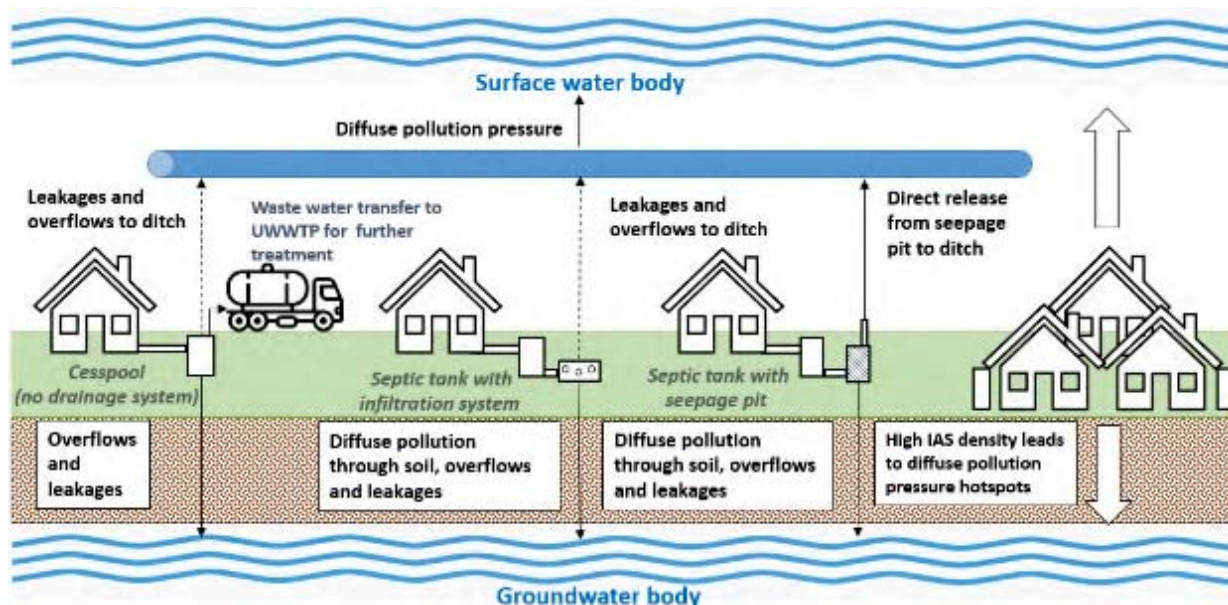 Surface water body
Diffuse pollution pressure
Leakages and
overflows to ditch
Waste water transfer to
UWWTP for further
treatment
Leakages and
overflows to ditch
Direct release
from seepage
pit to ditch
Cesspool
(no drainage system)
Septic tank with
infiltration system
Septic tank with
seepage pit
Overflows
and
leakages
Diffuse pollution
through soil, overflows
and leakages
Diffuse pollution
through soil, overflows
and leakages
High IAS density leads
to diffuse pollution
pressure hotspots
Groundwater body